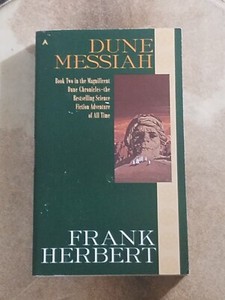 DUNE
MESSIAH
Book Two in the Magnificent
Dune Chronicles—the
Bestselling Science
Fiction Adventure
of All Time
FRANK
HERBERT